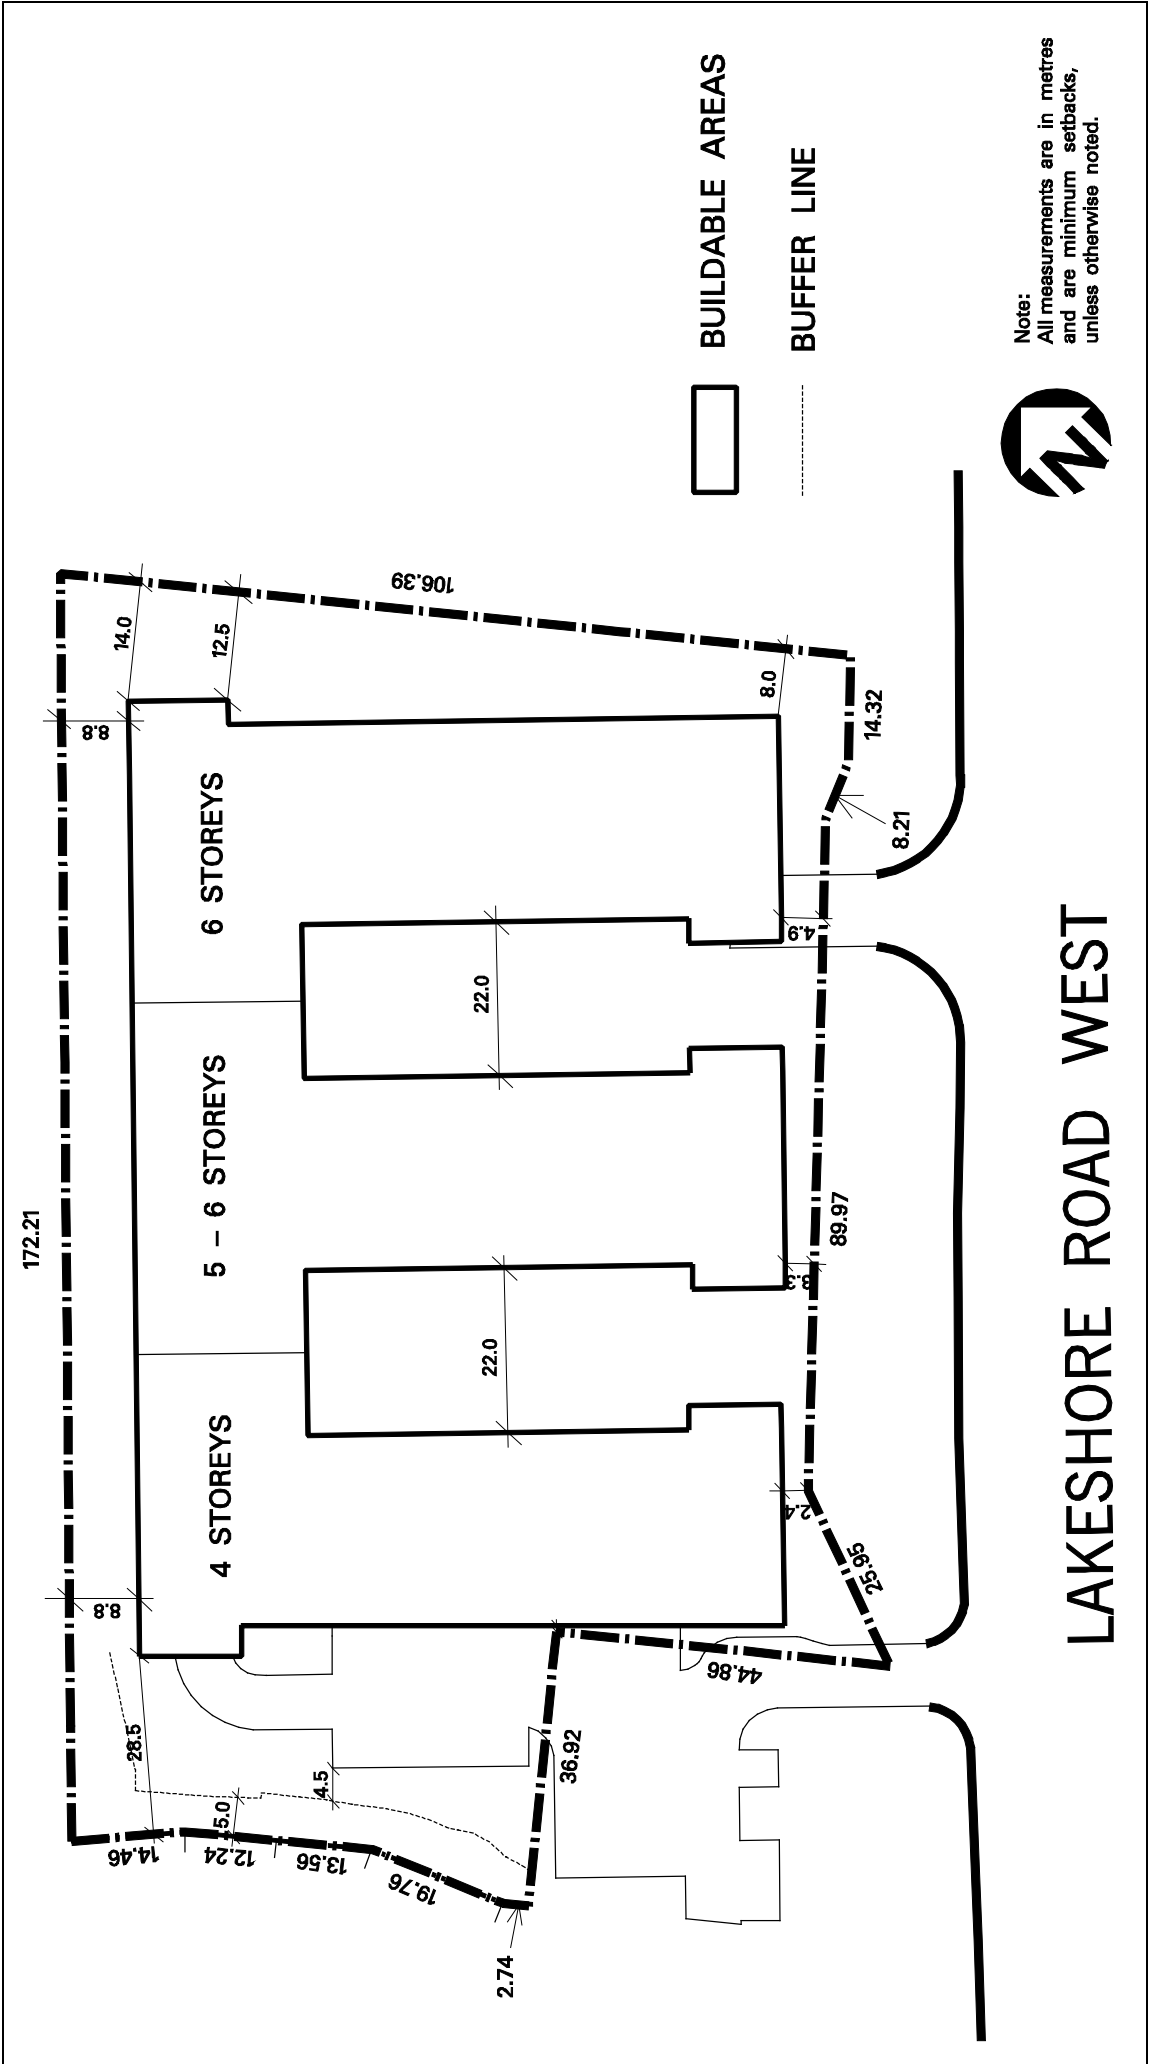 172.21
8.8
8.8
14.0
12.5
106.39
8.0
14.32
8.21
4.9
89.97
3.3
2.4
25.95
44.86
36.92
2.74
19.76
13.56
12.24
14.46
28.5
5.0
4.5
4 STOREYS
5 – 6 STOREYS
6 STOREYS
22.0
22.0
BUILDABLE AREAS
BUFFER LINE
Note:
All measurements are in metres
and are minimum setbacks,
unless otherwise noted.
N
LAKESHORE ROAD WEST